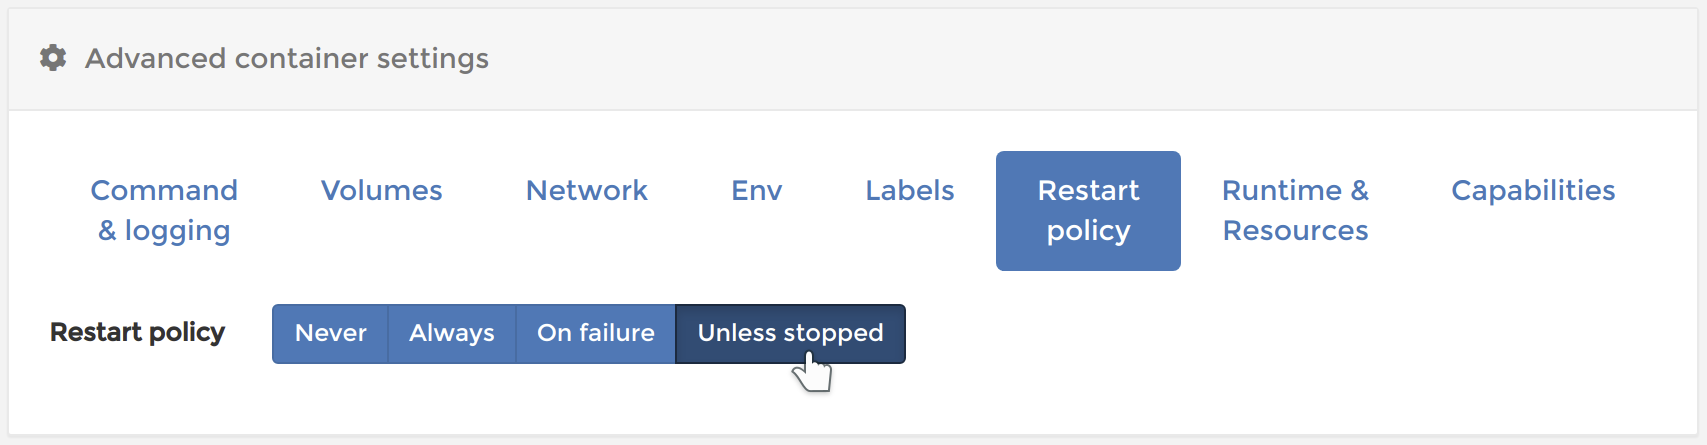 Advanced container settings
Command
& logging
Volumes
Network
Env
Labels
Restart
policy
Runtime &
Resources
Capabilities
Restart policy
Never
Always
On failure
Unless stopped